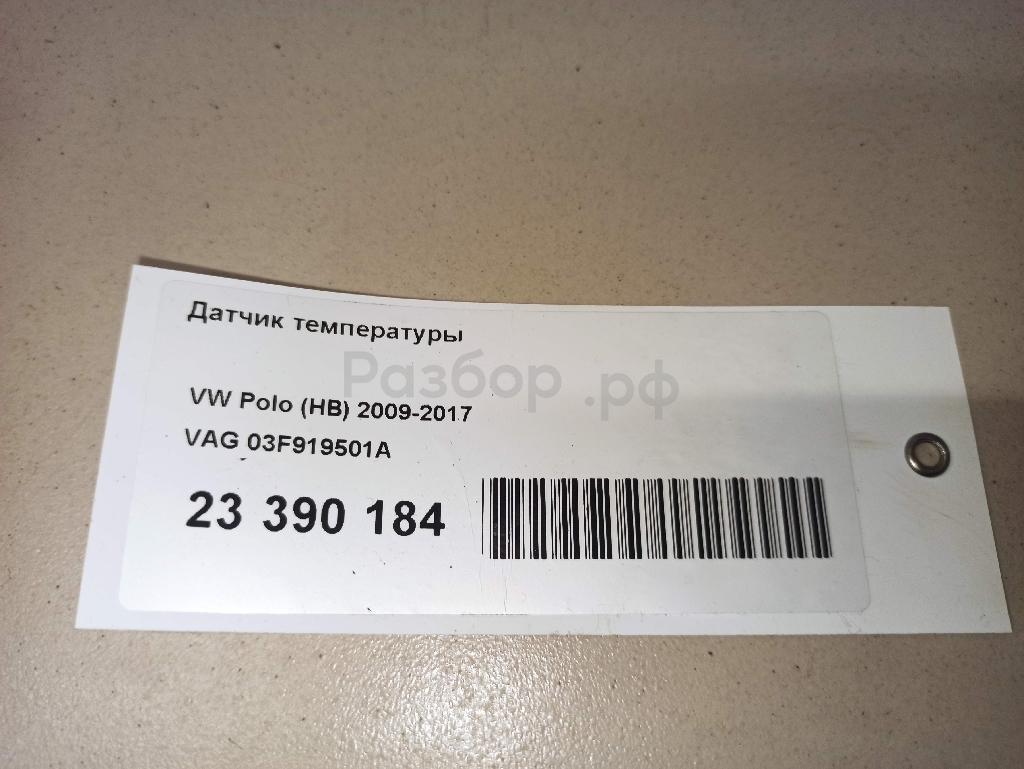 Датчик температуры
Разбор .рф
VW Polo (HB) 2009-2017
VAG 03F919501A
23 390 184